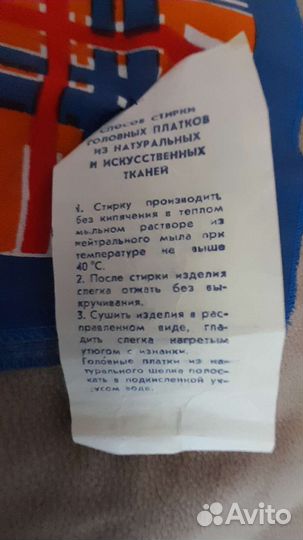 СПОСОБ СТИРКИ
ГОЛОВНЫХ ПЛАТКОВ
ИЗ НАТУРАЛЬНЫХ
И ИСКУССТВЕННЫХ
ТКАНЕЙ
1. Стирку производить
без кипячения в теплом
мыльном растворе из
нейтрального мыла при
температуре не выше
40 °С.
2. После стирки изделия
слегка отжать без вы-
кручивания.
3. Сушить изделия в рас-
правленном виде, гла-
дить слегка нагретым
утюгом с изнанки.
Головные платки из на-
турального шелка полос-
кать в подкисленной ук-
сусом воде.
Avito